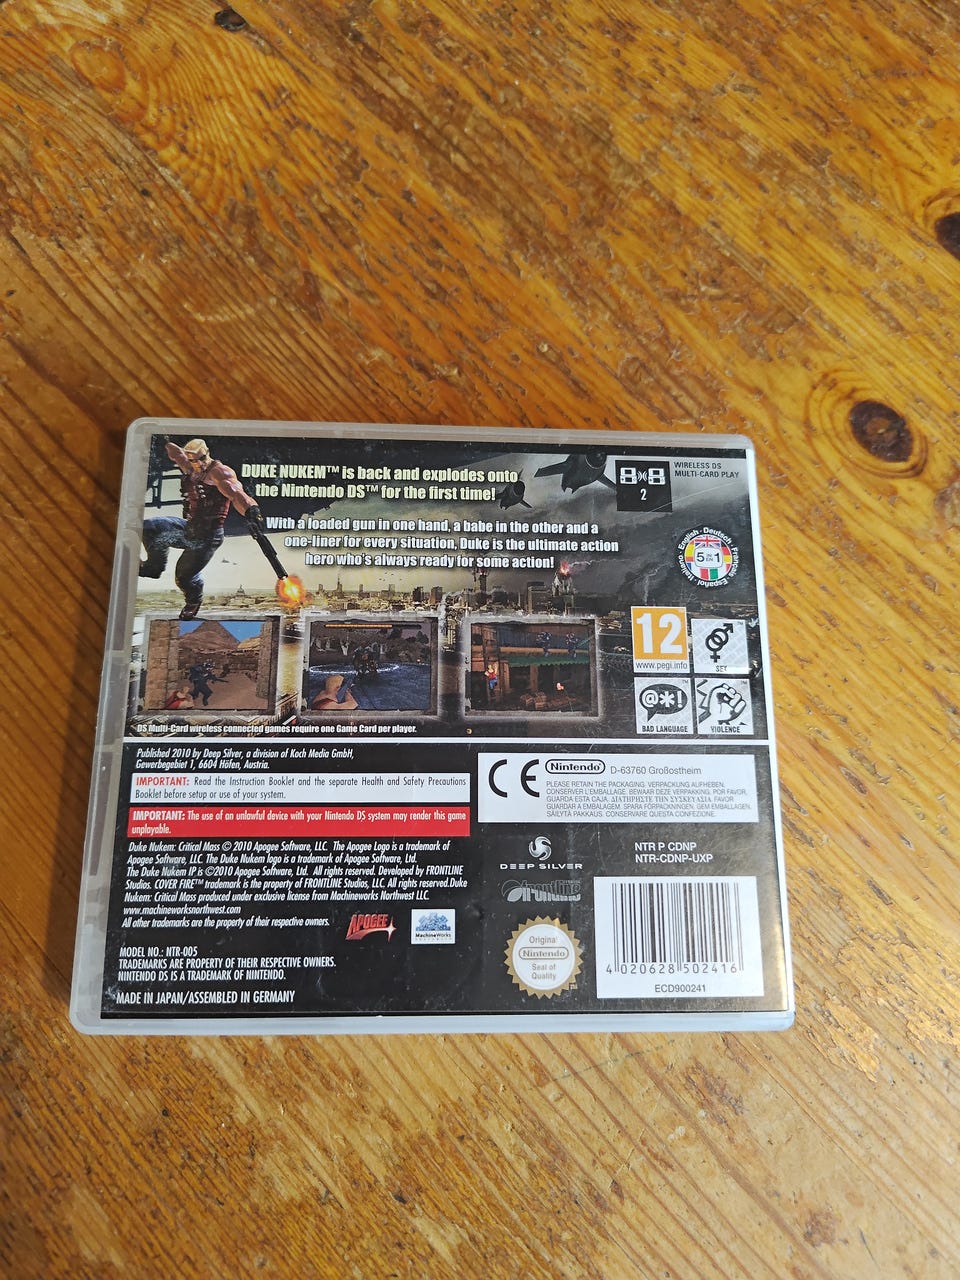 DUKE NUKEM™ is back and explodes onto
the Nintendo DS™ for the first time!
With a loaded gun in one hand, a babe in the other and a
one-liner for every situation, Duke is the ultimate action
hero who's always ready for some action!
2
WIRELESS DS
MULTI-CARD PLAY
English · Deutsch · Français · Español · Italiano
5 IN EN 1
12
www.pegi.info
SEX
@*!
BAD LANGUAGE
VIOLENCE
DS Multi-Card wireless connected games require one Game Card per player.
Published 2010 by Deep Silver, a division of Koch Media GmbH,
Gewerbegebiet 1, 6604 Höfen, Austria.
IMPORTANT: Read the Instruction Booklet and the separate Health and Safety Precautions
Booklet before setup or use of your system.
IMPORTANT: The use of an unlawful device with your Nintendo DS system may render this game
unplayable.
CE
Nintendo D-63760 Großostheim
PLEASE RETAIN THE PACKAGING. VERPACKUNG AUFHEBEN.
CONSERVER L'EMBALLAGE. BEWAAR DEZE VERPAKKING. POR FAVOR,
GUARDA ESTA CAJA. ΔΙΑΤΗΡΗΣΤΕ ΤΗΝ ΣΥΣΚΕΥΑΣΙΑ. FAVOR
GUARDAR A EMBALAGEM. SPARA FÖRPACKNINGEN. GEM EMBALLAGEN.
SÄILYTÄ PAKKAUS. CONSERVARE QUESTA CONFEZIONE.
Duke Nukem: Critical Mass © 2010 Apogee Software, LLC. The Apogee Logo is a trademark of
Apogee Software, LLC. The Duke Nukem logo is a trademark of Apogee Software, Ltd.
The Duke Nukem IP is ©2010 Apogee Software, Ltd. All rights reserved. Developed by FRONTLINE
Studios. COVER FIRE™ trademark is the property of FRONTLINE Studios, LLC. All rights reserved. Duke
Nukem: Critical Mass produced under exclusive license from Machineworks Northwest LLC.
www.machineworksnorthwest.com
All other trademarks are the property of their respective owners.
APOGEE
MachineWorks
DEEP SILVER
frontline
NTR P CDNP
NTR-CDNP-UXP
MODEL NO.: NTR-005
TRADEMARKS ARE PROPERTY OF THEIR RESPECTIVE OWNERS.
NINTENDO DS IS A TRADEMARK OF NINTENDO.
MADE IN JAPAN/ASSEMBLED IN GERMANY
Original
Nintendo
Seal of
Quality
4 020628 502416
ECD900241